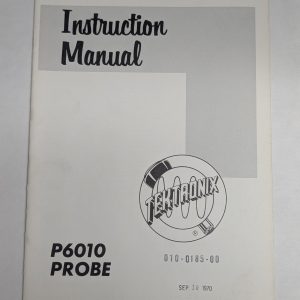 Instruction
Manual
TEKTRONIX
®
P6010
PROBE
010-0185-00
SEP 30 1970